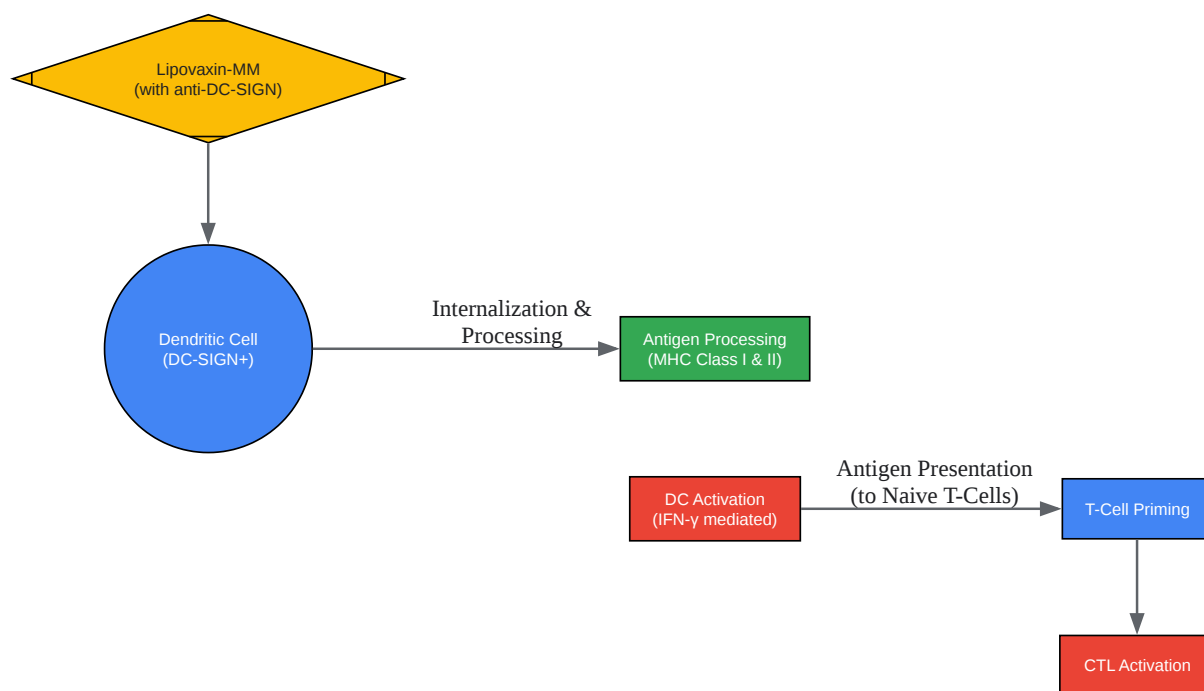 Lipovaxin-MM
(with anti-DC-SIGN)
Dendritic Cell
(DC-SIGN+)
Internalization &
Processing
Antigen Processing
(MHC Class I & II)
DC Activation
(IFN-γ mediated)
Antigen Presentation
(to Naive T-Cells)
T-Cell Priming
CTL Activation